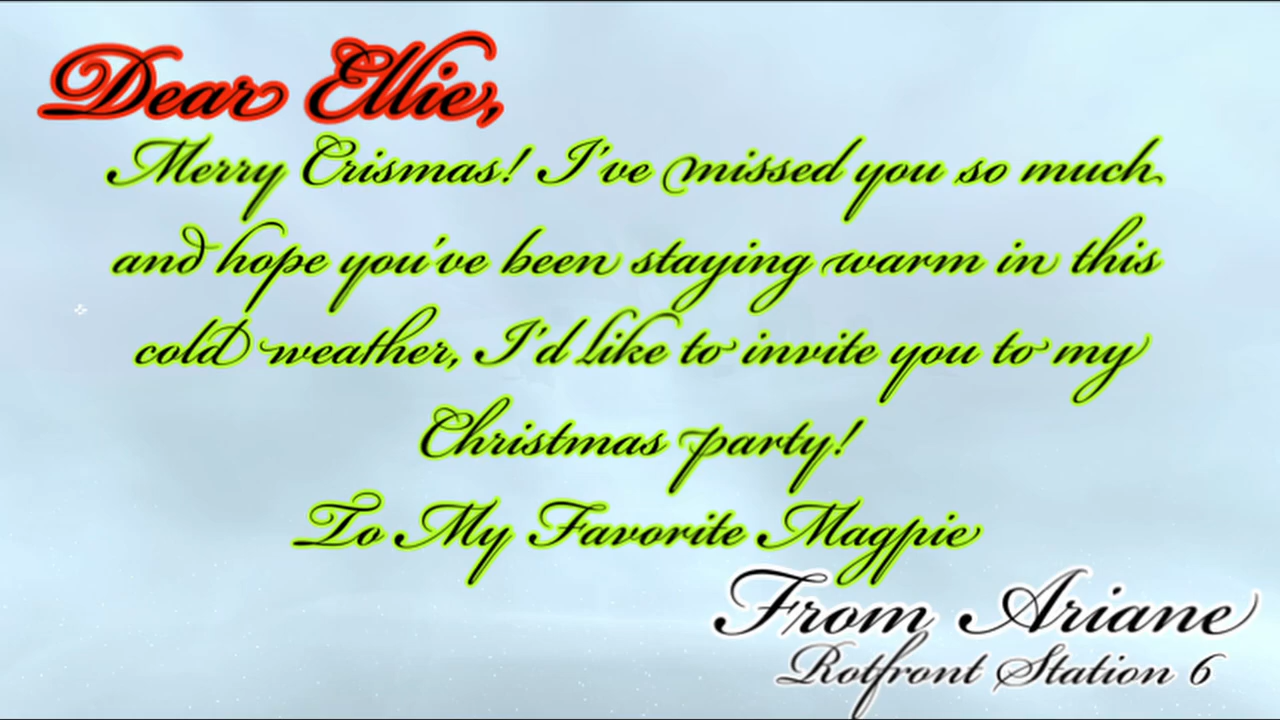 Dear Ellie,
Merry Crismas! I've missed you so much
and hope you've been staying warm in this
cold weather, I'd like to invite you to my
Christmas party!
To My Favorite Magpie
From Ariane
Rotfront Station 6